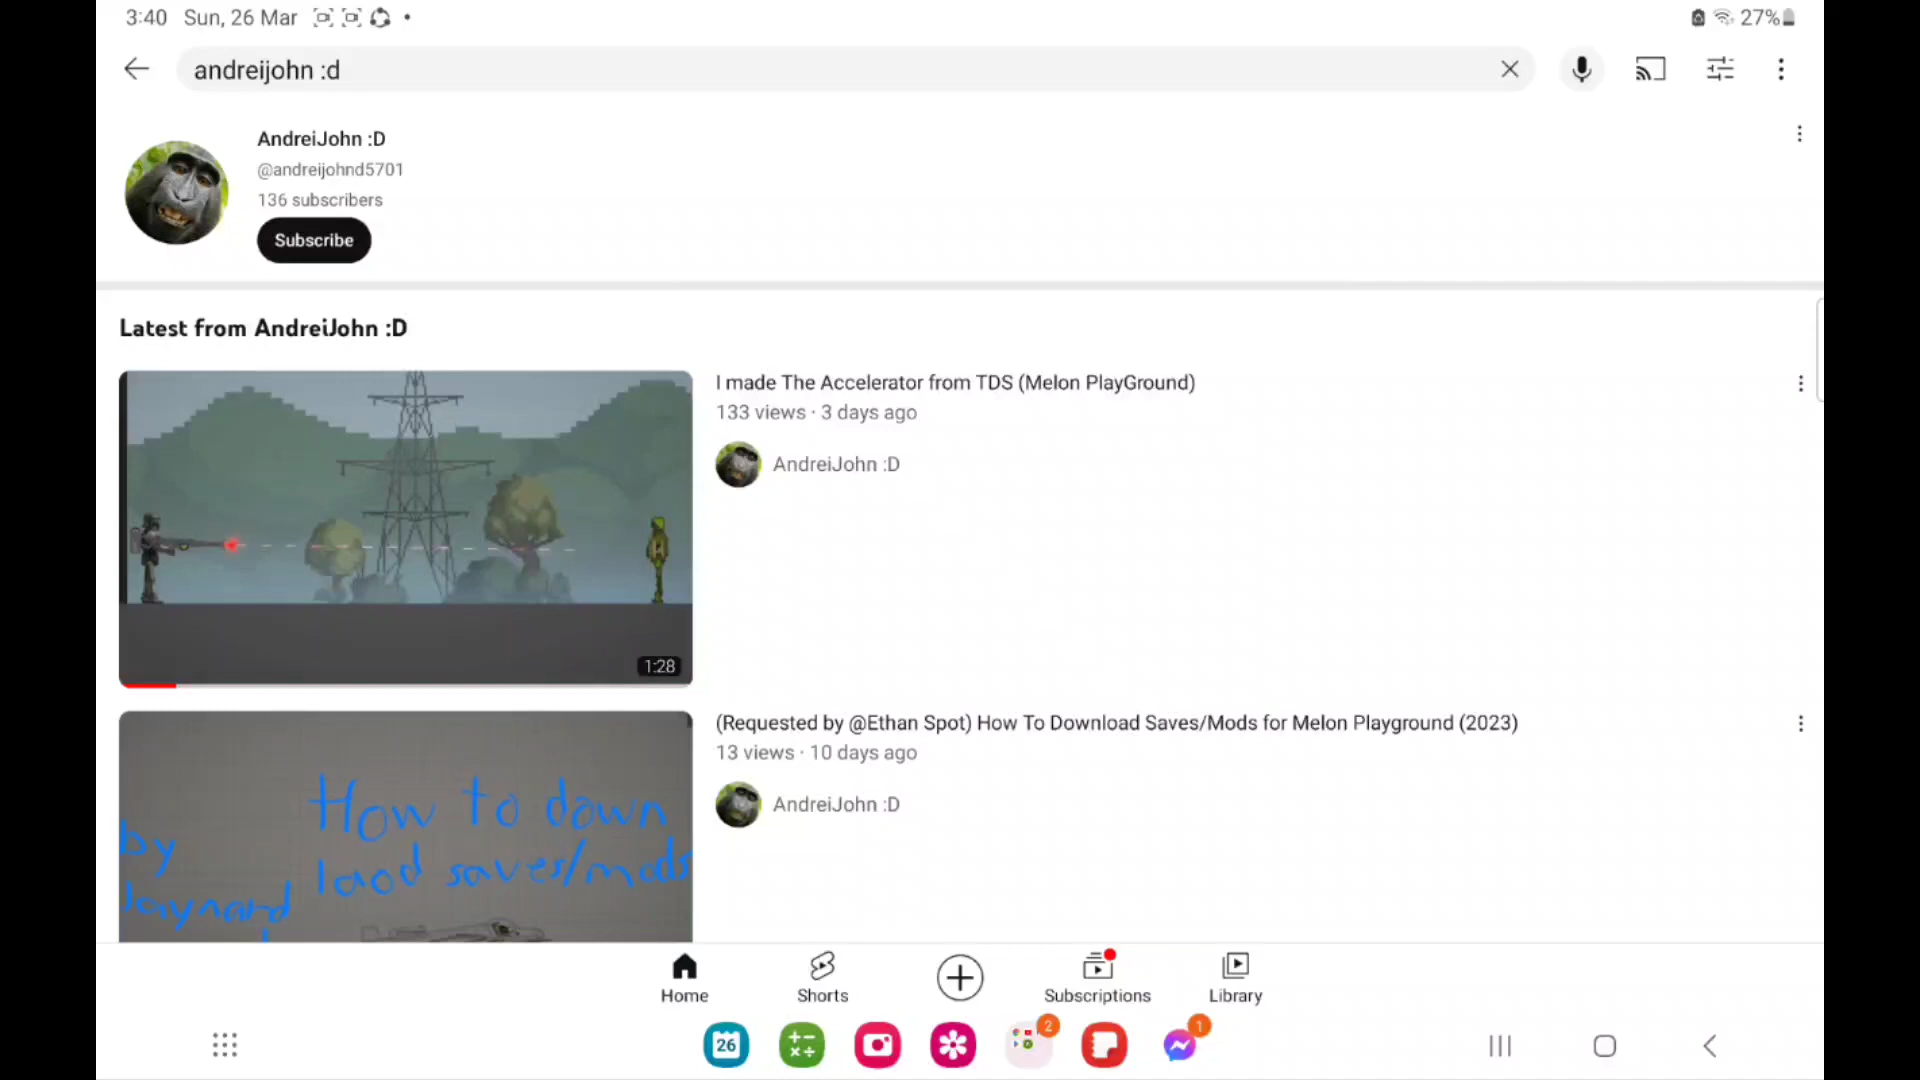 3:40 Sun, 26 Mar
27%
andreijohn :d
AndreiJohn :D
@andreijohnd5701
136 subscribers
Subscribe
Latest from AndreiJohn :D
I made The Accelerator from TDS (Melon PlayGround)
133 views · 3 days ago
AndreiJohn :D
1:28
(Requested by @Ethan Spot) How To Download Saves/Mods for Melon Playground (2023)
13 views · 10 days ago
AndreiJohn :D
How to down
laod saves/mods
by
Home
Shorts
Subscriptions
Library
26
2
1